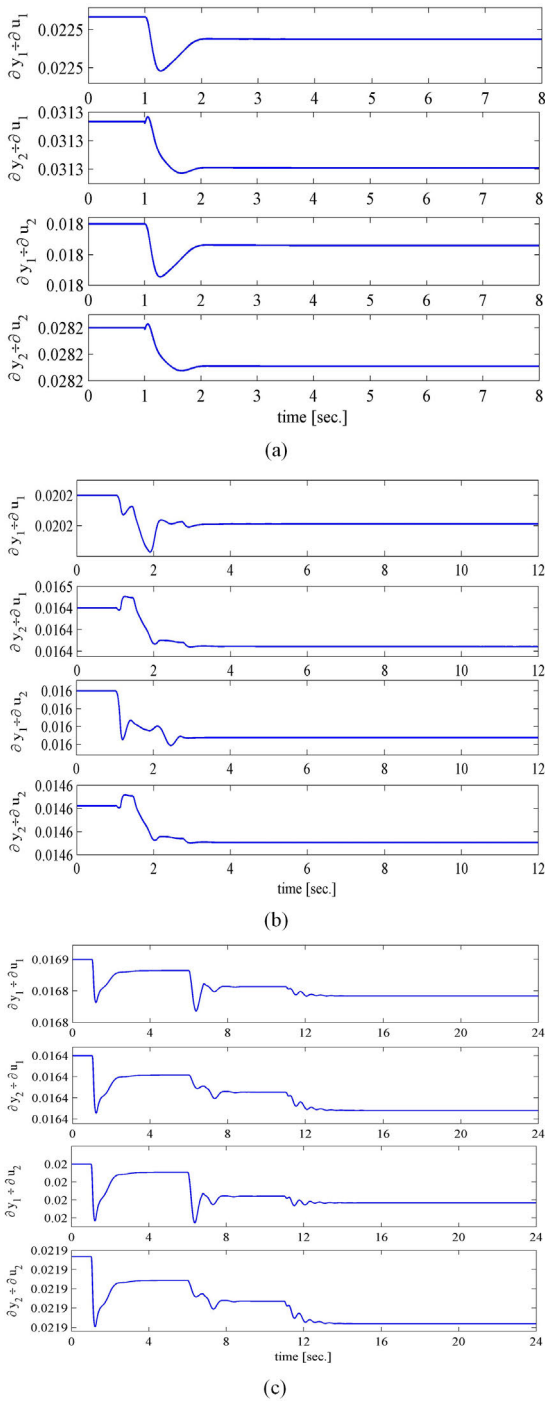 ∂ y1÷∂ u1
0.0225
0.0225
0 1 2 3 4 5 6 7 8
∂ y2÷∂ u1
0.0313
0.0313
0 1 2 3 4 5 6 7 8
∂ y1÷∂ u2
0.018
0.018
0.018
0 1 2 3 4 5 6 7 8
∂ y2÷∂ u2
0.0282
0.0282
0.0282
0 1 2 3 4 5 6 7 8
time [sec.]
(a)
∂ y1÷∂ u1
0.0202
0.0202
0 2 4 6 8 10 12
∂ y2÷∂ u1
0.0165
0.0164
0.0164
0 2 4 6 8 10 12
∂ y1÷∂ u2
0.016
0.016
0.016
0 2 4 6 8 10 12
∂ y2÷∂ u2
0.0146
0.0146
0.0146
0 2 4 6 8 10 12
time [sec.]
(b)
∂ y1 ÷ ∂ u1
0.0169
0.0168
0.0168
0 4 8 12 16 20 24
∂ y2 ÷ ∂ u1
0.0164
0.0164
0.0164
0 4 8 12 16 20 24
∂ y1 ÷ ∂ u2
0.02
0.02
0.02
0 4 8 12 16 20 24
∂ y2 ÷ ∂ u2
0.0219
0.0219
0.0219
0 4 8 12 16 20 24
time [sec.]
(c)